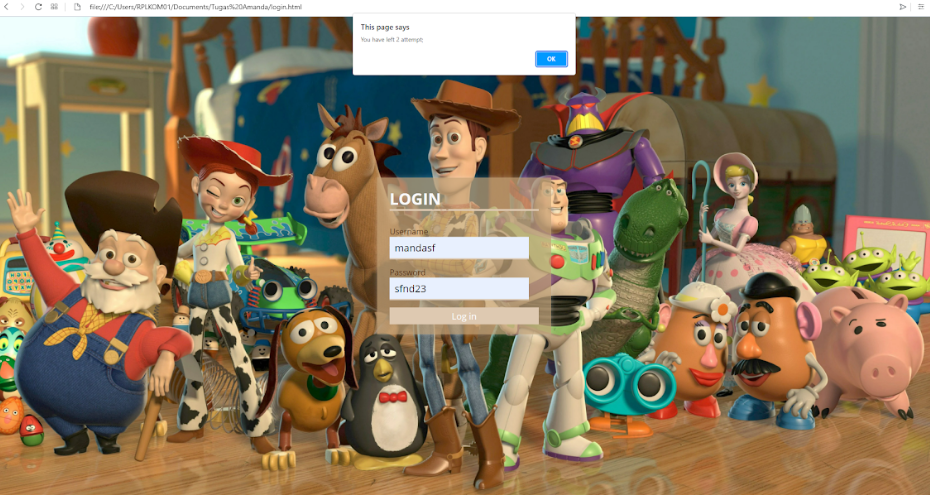 file:///C:/Users/RPLKOM01/Documents/Tugas%20Amanda/login.html
This page says
You have left 2 attempt;
OK
LOGIN
Username
mandasf
Password
sfnd23
Log in